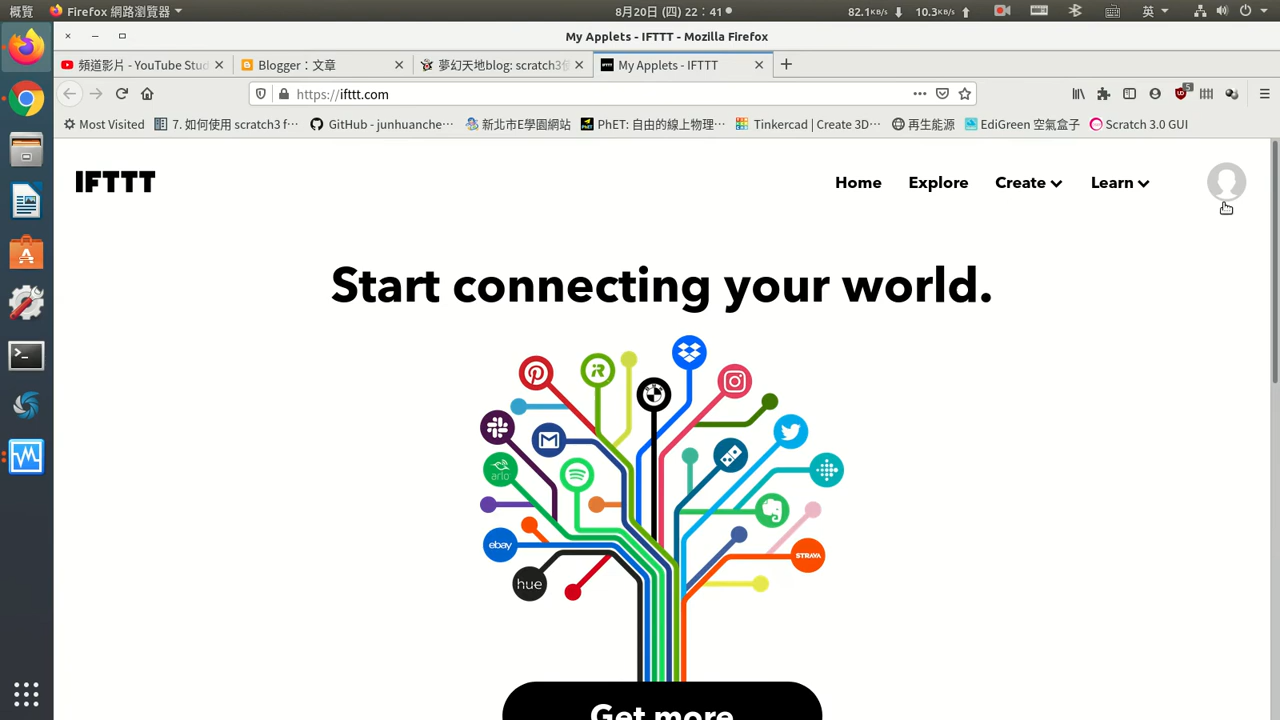 概覧 Firefox 網路瀏覽器 8月20日 (四) 22：41 82.1KB/s 10.3KB/s 英
My Applets - IFTTT - Mozilla Firefox
頻道影片 - YouTube Stud Blogger：文章 夢幻天地blog: scratch3 My Applets - IFTTT
https://ifttt.com 5
Most Visited 7. 如何使用 scratch3 f… GitHub - junhuanche… 新北市E學園網站 PhET: 自由的線上物理… Tinkercad | Create 3D… 再生能源 EdiGreen 空氣盒子 Scratch 3.0 GUI
IFTTT Home Explore Create Learn
Start connecting your world.
arlo
ebay
STRAVA
hue
Get more